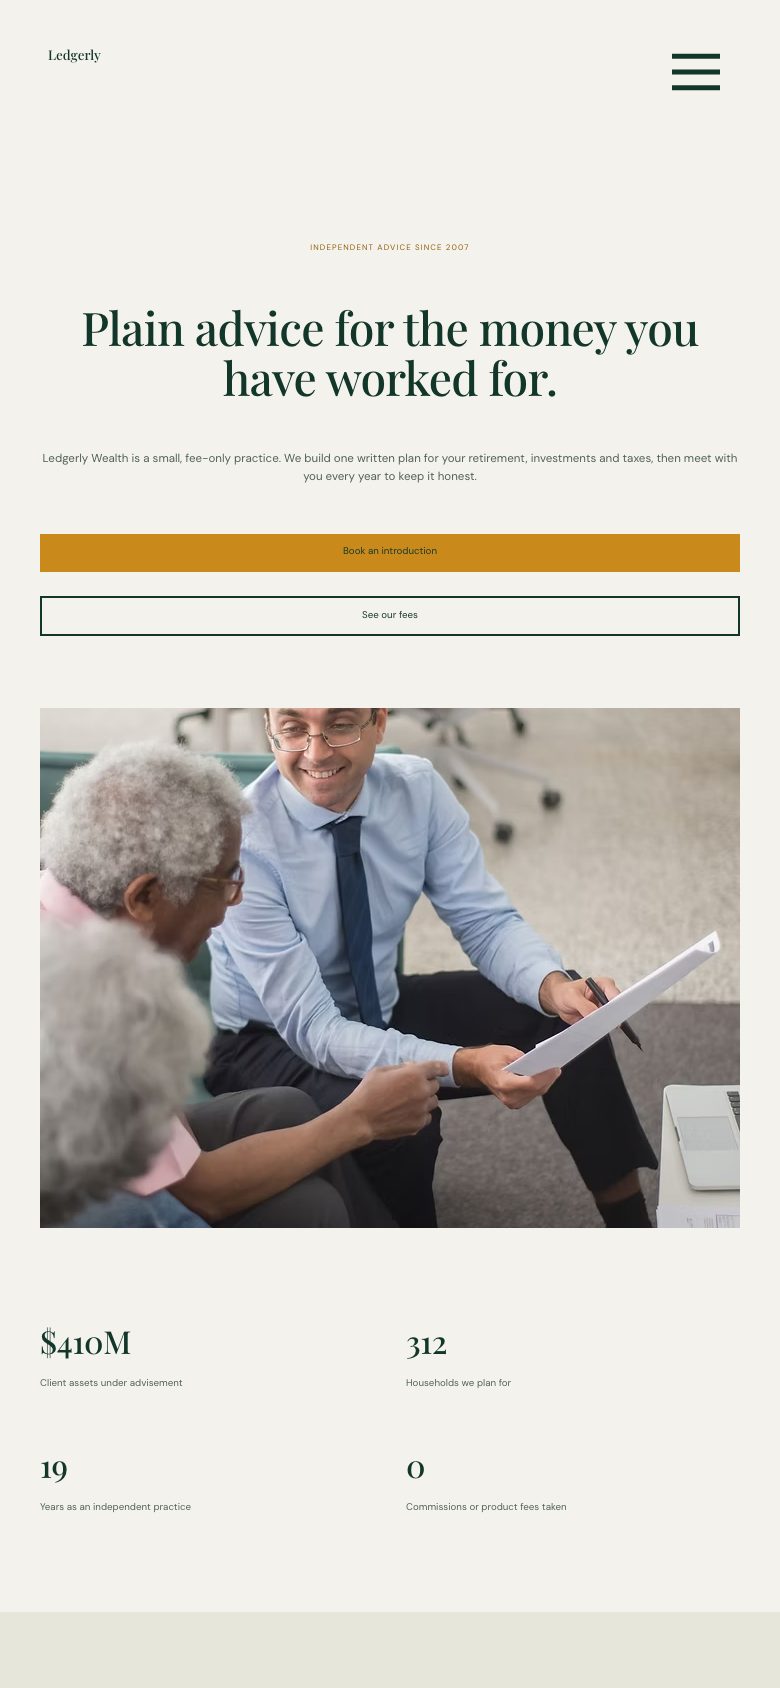 Ledgerly
INDEPENDENT ADVICE SINCE 2007
Plain advice for the money you
have worked for.
Ledgerly Wealth is a small, fee-only practice. We build one written plan for your retirement, investments and taxes, then meet with
you every year to keep it honest.
Book an introduction
See our fees
$410M
312
Client assets under advisement
Households we plan for
19
0
Years as an independent practice
Commissions or product fees taken